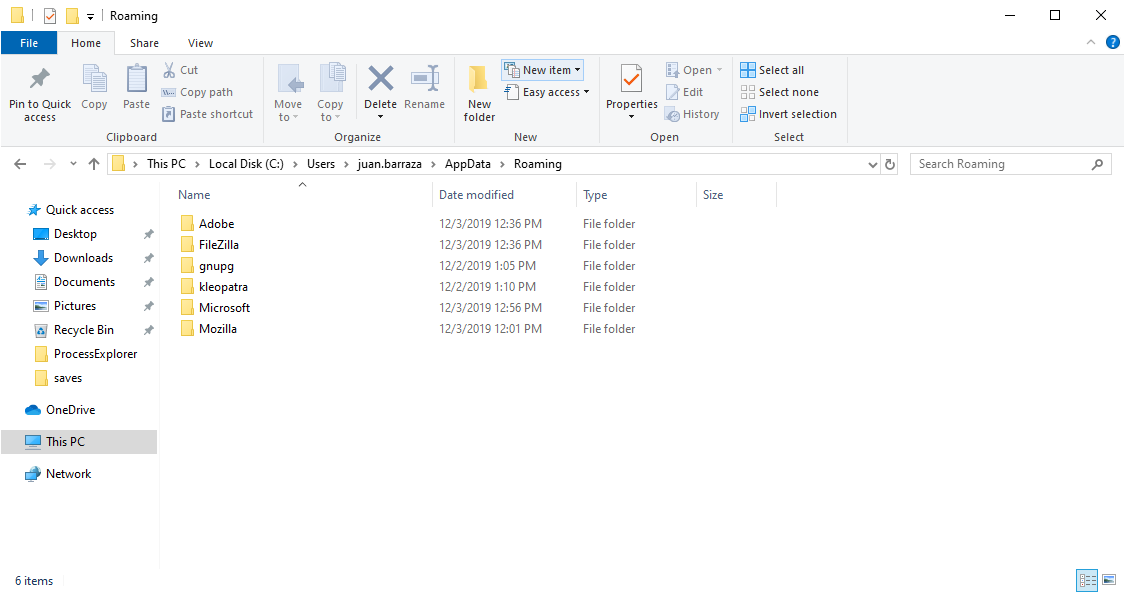 Roaming
File Home Share View
Pin to Quick access
Copy
Paste
Cut
Copy path
Paste shortcut
Clipboard
Move to
Copy to
Delete
Rename
Organize
New folder
New item
Easy access
New
Properties
Open
Edit
History
Open
Select all
Select none
Invert selection
Select
This PC > Local Disk (C:) > Users > juan.barraza > AppData > Roaming
Search Roaming
Quick access
Desktop
Downloads
Documents
Pictures
Recycle Bin
ProcessExplorer
saves
OneDrive
This PC
Network
Name Date modified Type Size
Adobe 12/3/2019 12:36 PM File folder
FileZilla 12/3/2019 12:36 PM File folder
gnupg 12/2/2019 1:05 PM File folder
kleopatra 12/2/2019 1:10 PM File folder
Microsoft 12/3/2019 12:56 PM File folder
Mozilla 12/3/2019 12:01 PM File folder
6 items